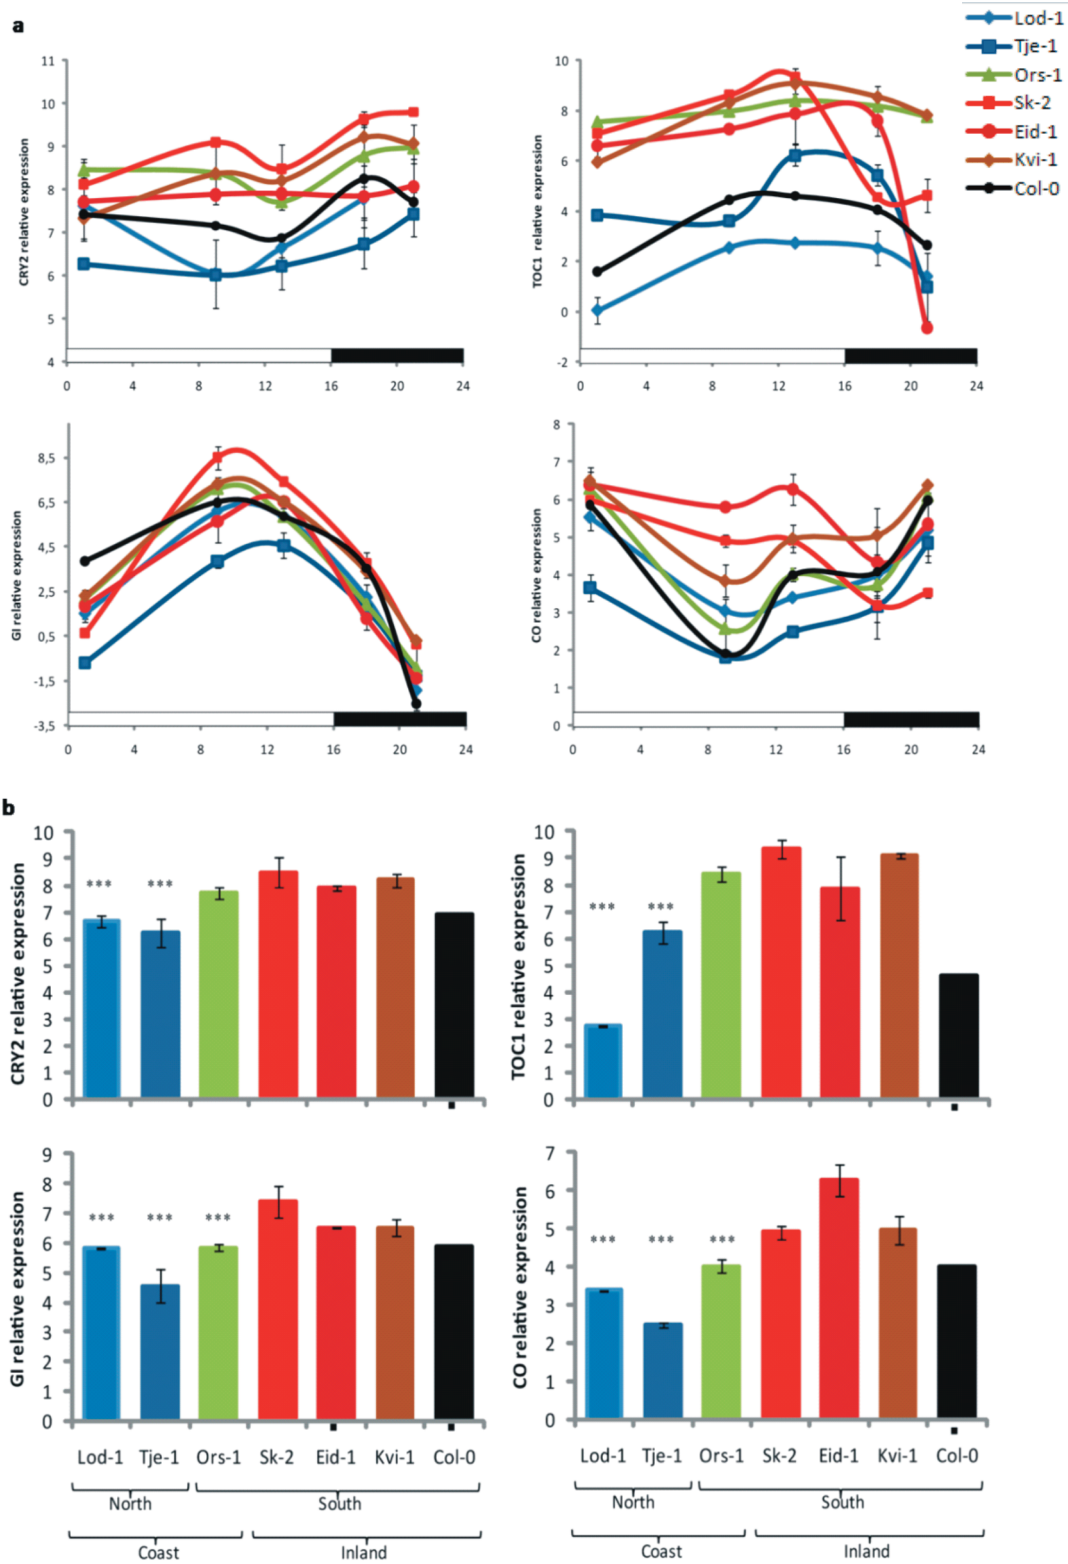 a
Lod-1
Tje-1
Ors-1
Sk-2
Eid-1
Kvi-1
Col-0
CRY2 relative expression
11
10
9
8
7
6
5
4
0 4 8 12 16 20 24
TOC1 relative expression
10
8
6
4
2
0
-2
0 4 8 12 16 20 24
GI relative expression
8,5
6,5
4,5
2,5
0,5
-1,5
-3,5
0 4 8 12 16 20 24
CO relative expression
8
7
6
5
4
3
2
1
0
0 4 8 12 16 20 24
b
CRY2 relative expression
10
9
8
7
6
5
4
3
2
1
0
*** ***
TOC1 relative expression
10
9
8
7
6
5
4
3
2
1
0
*** ***
GI relative expression
9
8
7
6
5
4
3
2
1
0
*** *** ***
Lod-1 Tje-1 Ors-1 Sk-2 Eid-1 Kvi-1 Col-0
North South
Coast Inland
CO relative expression
7
6
5
4
3
2
1
0
*** *** ***
Lod-1 Tje-1 Ors-1 Sk-2 Eid-1 Kvi-1 Col-0
North South
Coast Inland